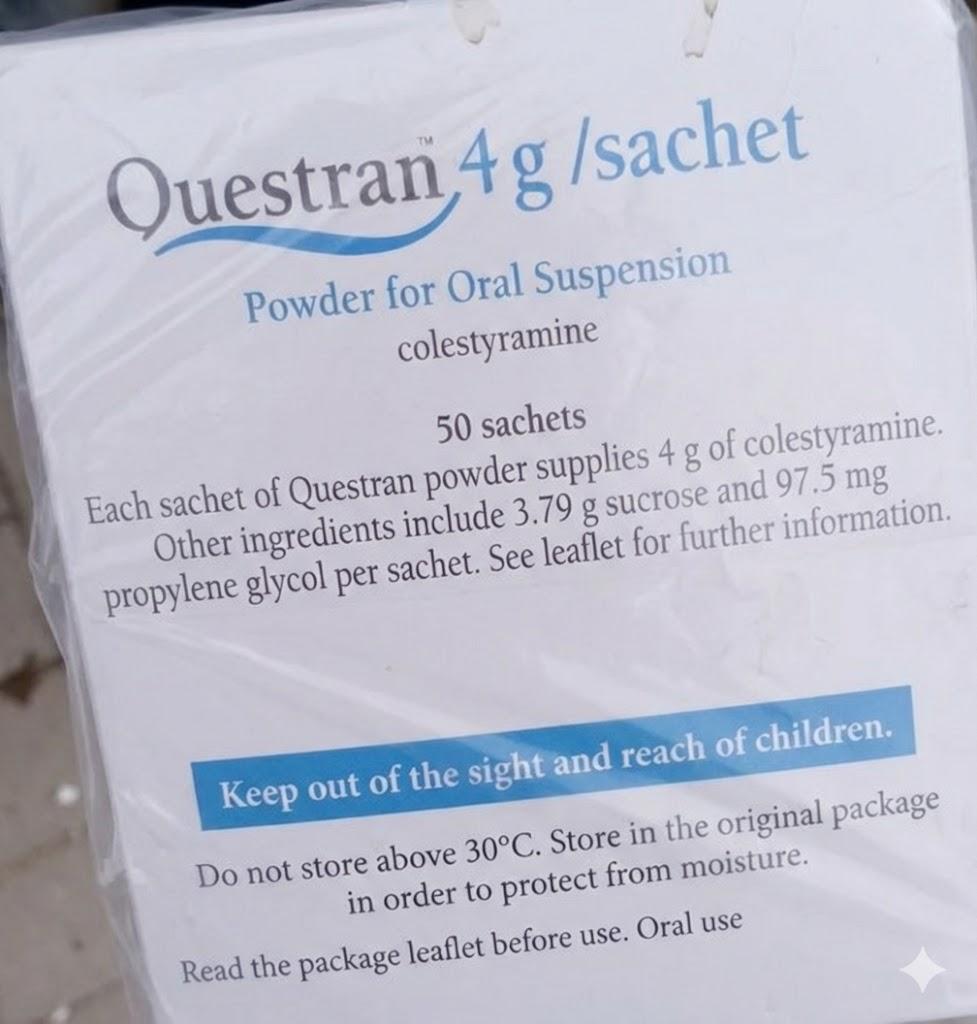 Questran™ 4 g /sachet
Powder for Oral Suspension
colestyramine
50 sachets
Each sachet of Questran powder supplies 4 g of colestyramine.
Other ingredients include 3.79 g sucrose and 97.5 mg
propylene glycol per sachet. See leaflet for further information.
Keep out of the sight and reach of children.
Do not store above 30°C. Store in the original package
in order to protect from moisture.
Read the package leaflet before use. Oral use